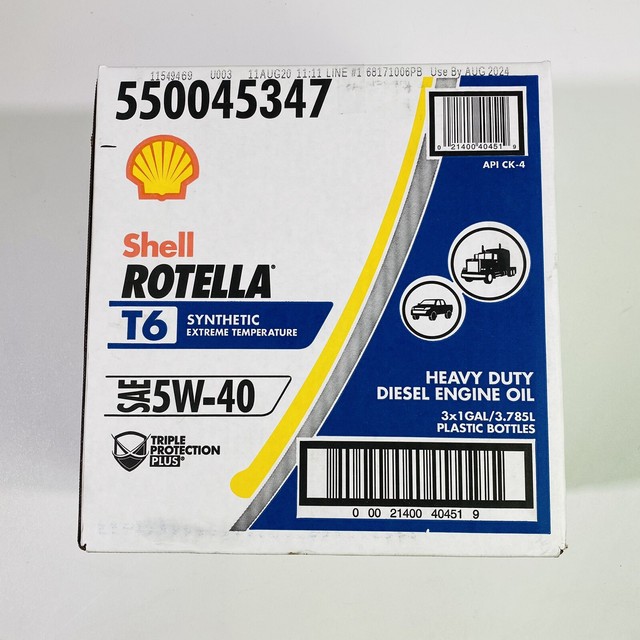 11549469 U003 11AUG20 11:11 LINE #1 68171006PB Use By AUG 2024
550045347
0 21400 40451 9
API CK-4
Shell
ROTELLA®
T6 SYNTHETIC
EXTREME TEMPERATURE
SAE 5W-40
TRIPLE
PROTECTION
PLUS®
HEAVY DUTY
DIESEL ENGINE OIL
3x1GAL/3.785L
PLASTIC BOTTLES
0 00 21400 40451 9